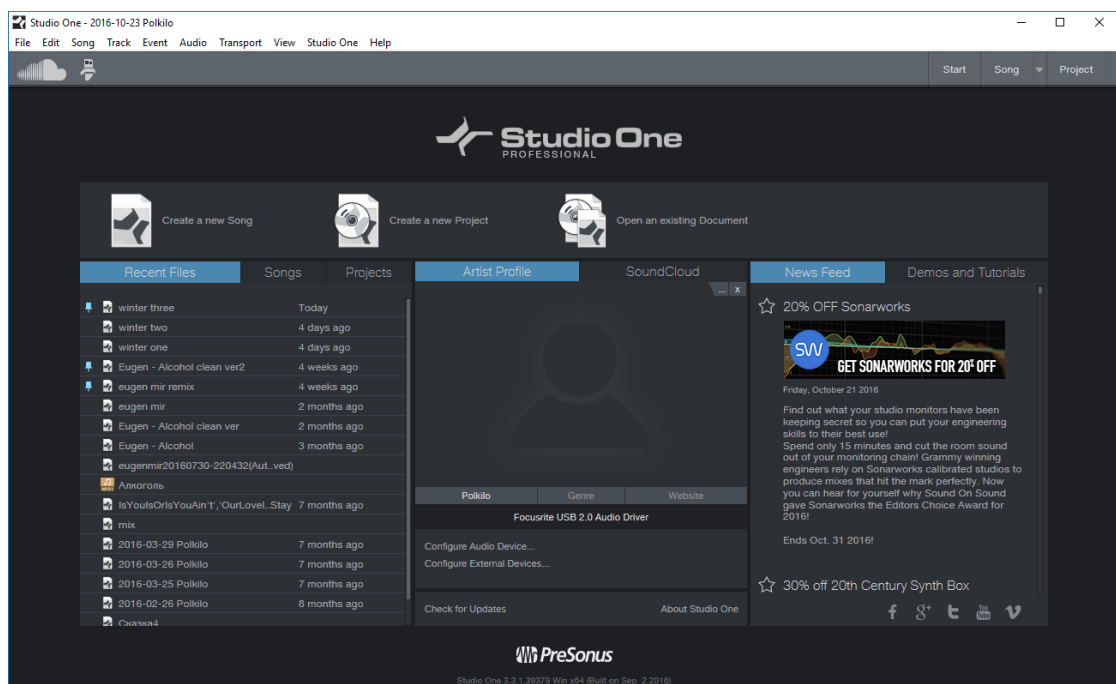 Studio One - 2016-10-23 Polkilo
File Edit Song Track Event Audio Transport View Studio One Help
Start Song Project
Studio One
PROFESSIONAL
Create a new Song
Create a new Project
Open an existing Document
Recent Files Songs Projects
winter three Today
winter two 4 days ago
winter one 4 days ago
Eugen - Alcohol clean ver2 4 weeks ago
eugen mir remix 4 weeks ago
eugen mir 2 months ago
Eugen - Alcohol clean ver 2 months ago
Eugen - Alcohol 3 months ago
eugenmir20160730-220432(Aut..ved)
Алкоголь
IsYouIsOrIsYouAin't','OurLovel..Stay 7 months ago
mix
2016-03-29 Polkilo 7 months ago
2016-03-26 Polkilo 7 months ago
2016-03-25 Polkilo 7 months ago
2016-02-26 Polkilo 8 months ago
Сказка4
Artist Profile SoundCloud
... x
Polkilo Genre Website
Focusrite USB 2.0 Audio Driver
Configure Audio Device...
Configure External Devices...
Check for Updates About Studio One
News Feed Demos and Tutorials
20% OFF Sonarworks
SW
GET SONARWORKS FOR 20% OFF
Friday, October 21 2016
Find out what your studio monitors have been
keeping secret so you can put your engineering
skills to their best use!
Spend only 15 minutes and cut the room sound
out of your monitoring chain! Grammy winning
engineers rely on Sonarworks calibrated studios to
produce mixes that hit the mark perfectly. Now
you can hear for yourself why Sound On Sound
gave Sonarworks the Editors Choice Award for
2016!
Ends Oct. 31 2016!
30% off 20th Century Synth Box
PreSonus
Studio One 3.3.1.39379 Win x64 (Built on Sep 2 2016)